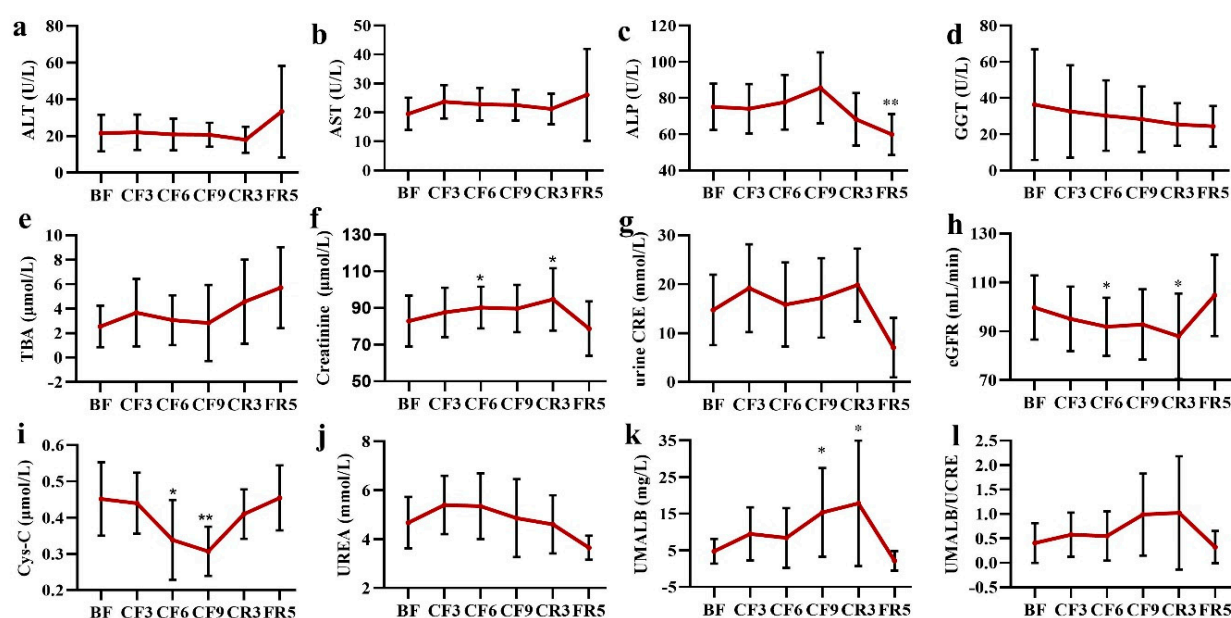 a
ALT (U/L)
80
60
40
20
0
BF CF3 CF6 CF9 CR3 FR5
b
AST (U/L)
50
40
30
20
10
0
BF CF3 CF6 CF9 CR3 FR5
c
ALP (U/L)
120
100
80
60
40
**
BF CF3 CF6 CF9 CR3 FR5
d
GGT (U/L)
80
60
40
20
0
BF CF3 CF6 CF9 CR3 FR5
e
TBA (μmol/L)
10
8
6
4
2
0
-2
BF CF3 CF6 CF9 CR3 FR5
f
Creatinine (μmol/L)
130
110
90
70
50
* *
BF CF3 CF6 CF9 CR3 FR5
g
urine CRE (mmol/L)
30
20
10
0
BF CF3 CF6 CF9 CR3 FR5
h
eGFR (mL/min)
130
110
90
70
* *
BF CF3 CF6 CF9 CR3 FR5
i
Cys-C (μmol/L)
0.6
0.5
0.4
0.3
0.2
* **
BF CF3 CF6 CF9 CR3 FR5
j
UREA (mmol/L)
8
6
4
2
BF CF3 CF6 CF9 CR3 FR5
k
UMALB (mg/L)
35
25
15
5
-5
* *
BF CF3 CF6 CF9 CR3 FR5
l
UMALB/UCRE
2.5
2.0
1.5
1.0
0.5
0.0
-0.5
BF CF3 CF6 CF9 CR3 FR5